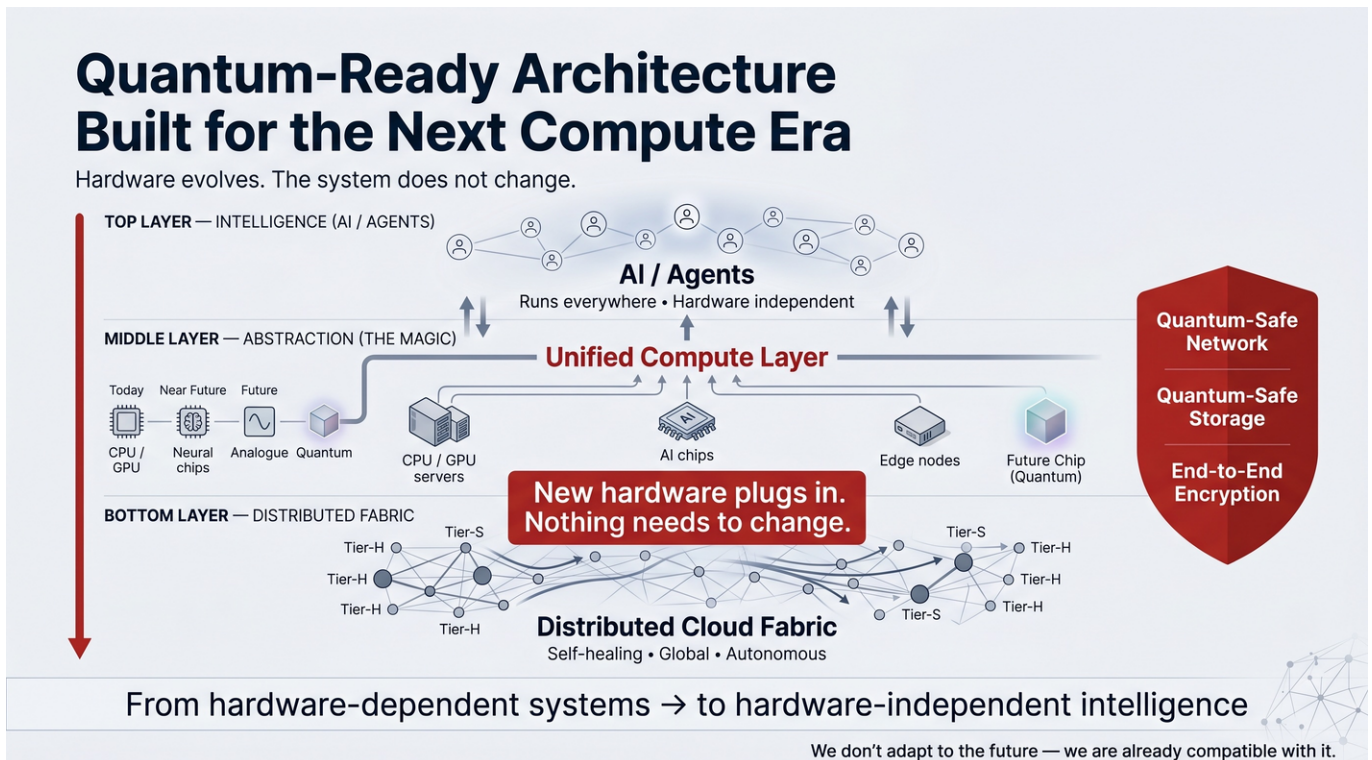 Quantum-Ready Architecture
Built for the Next Compute Era
Hardware evolves. The system does not change.
TOP LAYER — INTELLIGENCE (AI / AGENTS)
AI / Agents
Runs everywhere • Hardware independent
MIDDLE LAYER — ABSTRACTION (THE MAGIC)
Unified Compute Layer
Today
Near Future
Future
CPU /
GPU
Neural
chips
Analogue
Quantum
CPU / GPU
servers
AI
AI chips
Edge nodes
Future Chip
(Quantum)
New hardware plugs in.
Nothing needs to change.
Quantum-Safe
Network
Quantum-Safe
Storage
End-to-End
Encryption
BOTTOM LAYER — DISTRIBUTED FABRIC
Tier-H
Tier-S
Tier-H
Tier-H
Tier-H
Tier-S
Tier-H
Tier-H
Tier-S
Tier-H
Distributed Cloud Fabric
Self-healing • Global • Autonomous
From hardware-dependent systems → to hardware-independent intelligence
We don’t adapt to the future — we are already compatible with it.